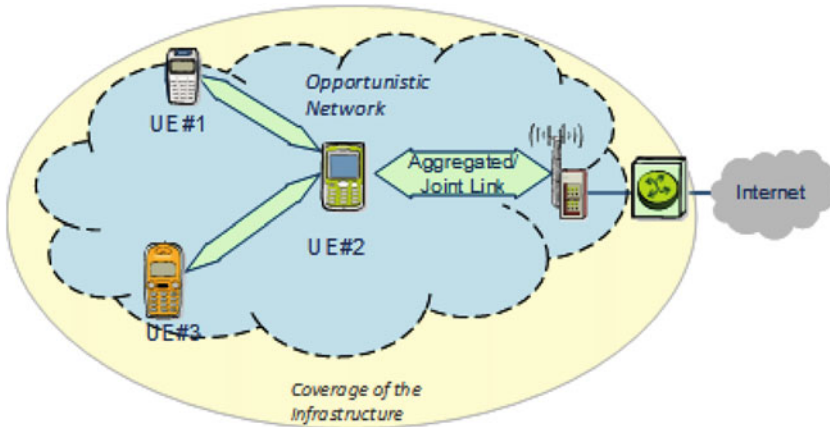 Opportunistic
Network
UE#1
Aggregated/
Joint Link
Internet
UE#2
UE#3
Coverage of the
Infrastructure